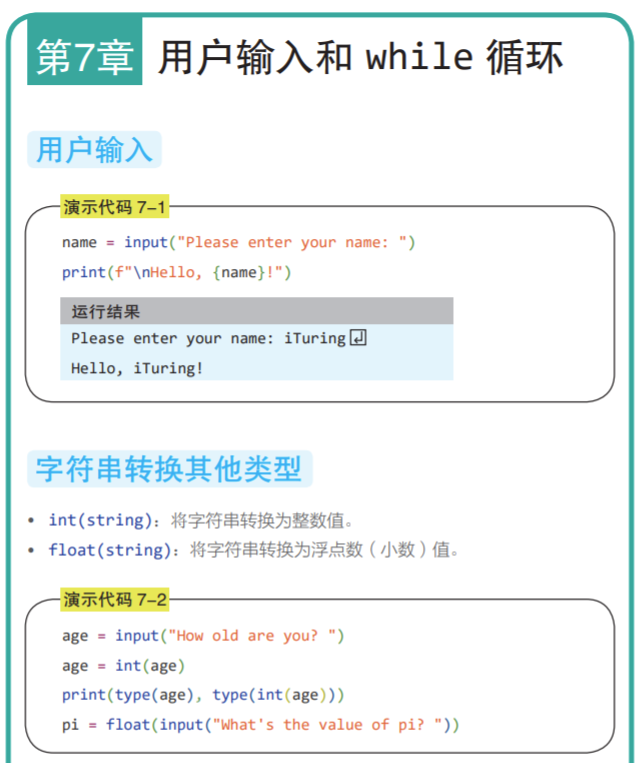 第7章 用户输入和 while 循环
用户输入
演示代码 7–1
name = input("Please enter your name: ")
print(f"\nHello, {name}!")
运行结果
Please enter your name: iTuring
Hello, iTuring!
字符串转换其他类型
• int(string)：将字符串转换为整数值。
• float(string)：将字符串转换为浮点数（小数）值。
演示代码 7–2
age = input("How old are you? ")
age = int(age)
print(type(age), type(int(age)))
pi = float(input("What's the value of pi? "))